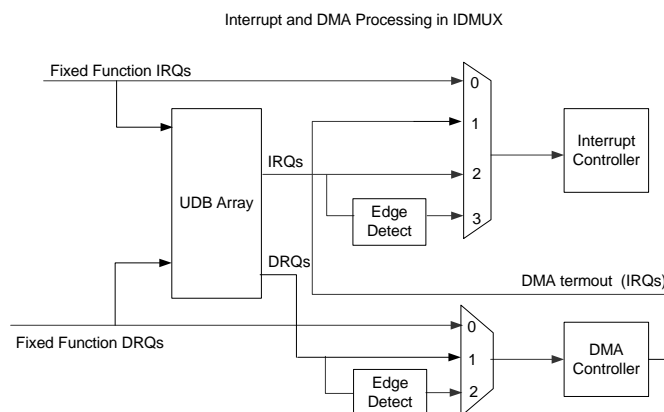 Interrupt and DMA Processing in IDMUX
Fixed Function IRQs
0
1
2
3
Interrupt
Controller
IRQs
UDB Array
Edge
Detect
DRQs
DMA termout (IRQs)
Fixed Function DRQs
0
1
2
Edge
Detect
DMA
Controller